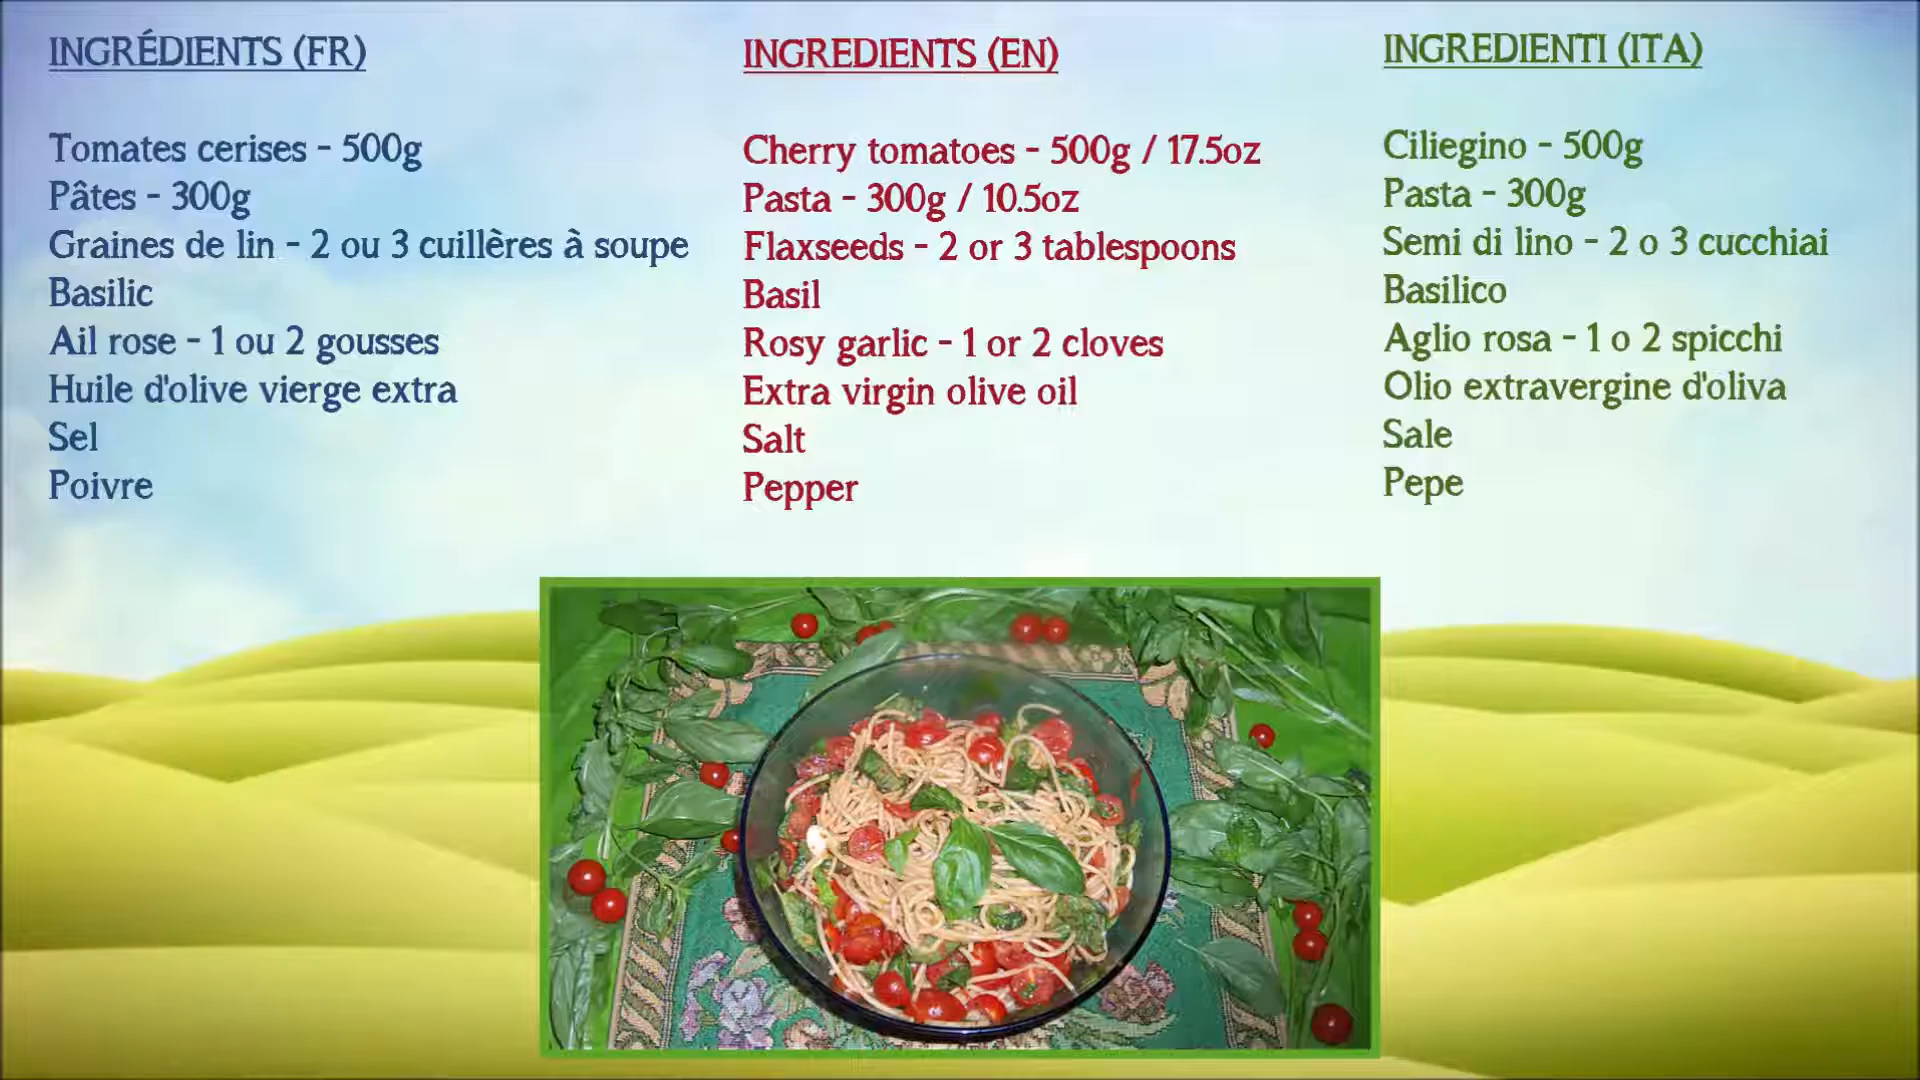 INGRÉDIENTS (FR)
Tomates cerises - 500g
Pâtes - 300g
Graines de lin - 2 ou 3 cuillères à soupe
Basilic
Ail rose - 1 ou 2 gousses
Huile d'olive vierge extra
Sel
Poivre
INGREDIENTS (EN)
Cherry tomatoes - 500g / 17.5oz
Pasta - 300g / 10.5oz
Flaxseeds - 2 or 3 tablespoons
Basil
Rosy garlic - 1 or 2 cloves
Extra virgin olive oil
Salt
Pepper
INGREDIENTI (ITA)
Ciliegino - 500g
Pasta - 300g
Semi di lino - 2 o 3 cucchiai
Basilico
Aglio rosa - 1 o 2 spicchi
Olio extravergine d'oliva
Sale
Pepe